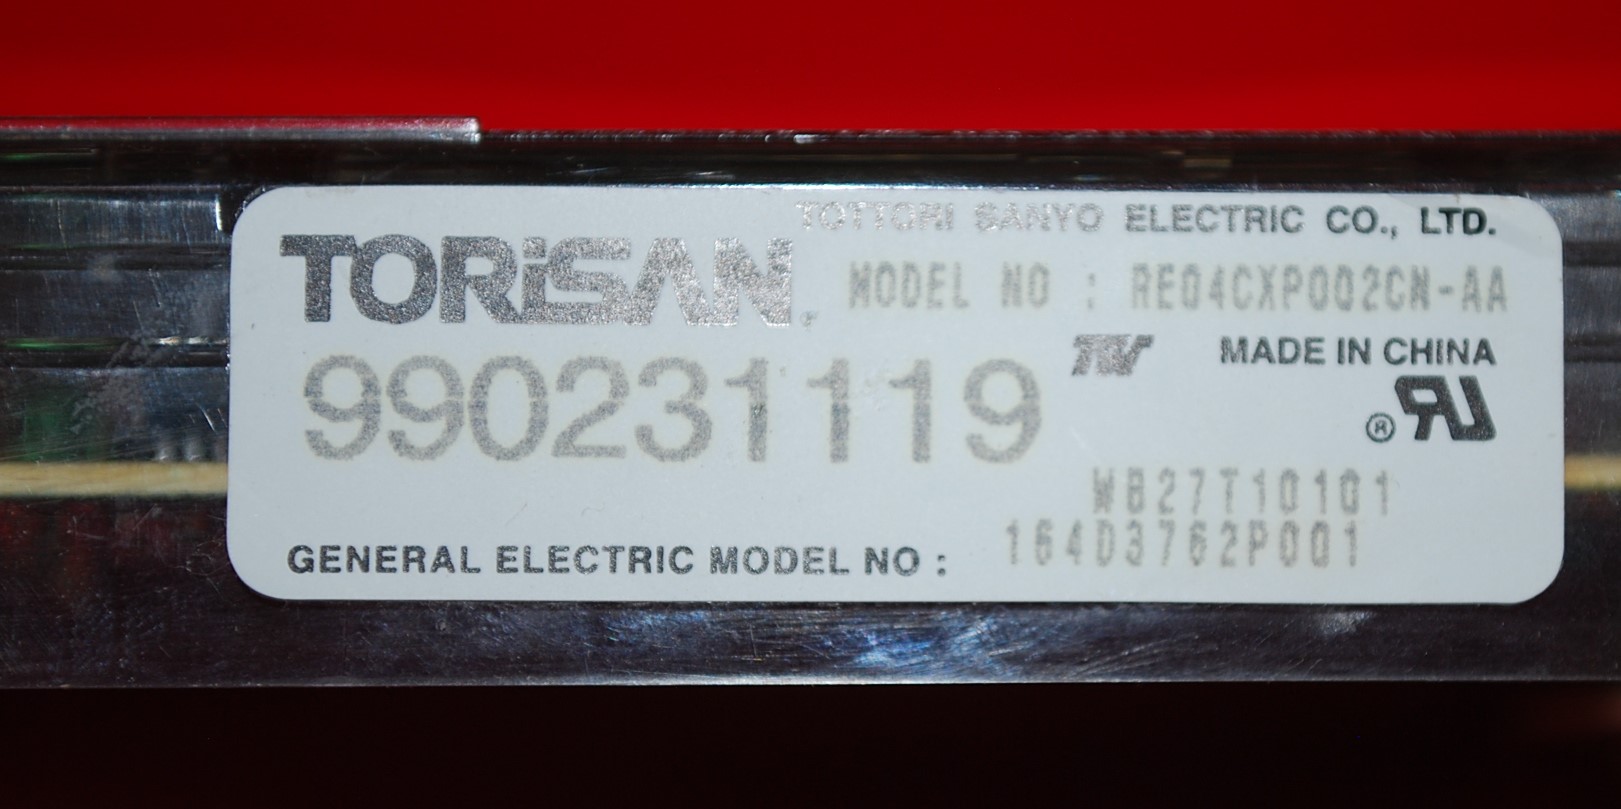 TOTTORI SANYO ELECTRIC CO., LTD.
TORiSAN
MODEL NO : RE04CXP002CN-AA
MADE IN CHINA
990231119
®
WB27T10101
GENERAL ELECTRIC MODEL NO : 164D3762P001